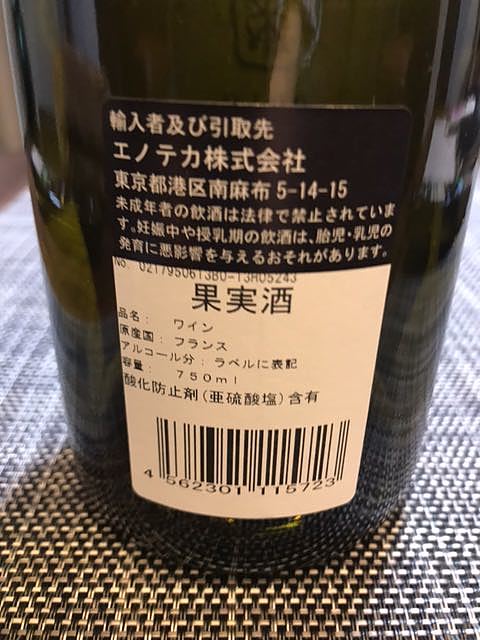 輸入者及び引取先
エノテカ株式会社
東京都港区南麻布 5-14-15
未成年者の飲酒は法律で禁止されていま
す。妊娠中や授乳期の飲酒は、胎児・乳児の
発育に悪影響を与えるおそれがあります。
No. 0217950613B0-13H05243
果実酒
品名: ワイン
原産国: フランス
アルコール分: ラベルに表記
容量: 750ml
酸化防止剤(亜硫酸塩)含有
4 562301 115723